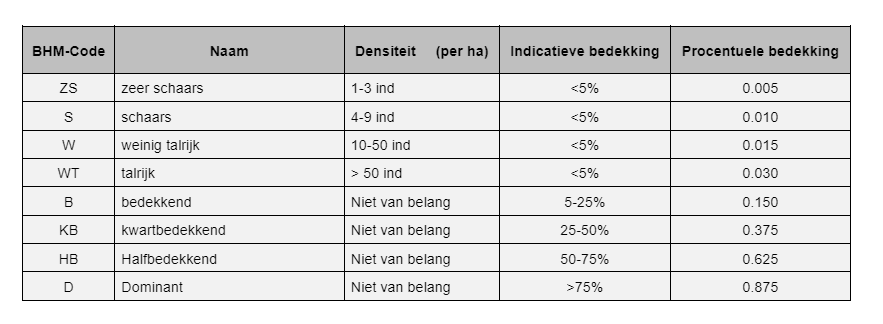 BHM-Code Naam Densiteit (per ha) Indicatieve bedekking Procentuele bedekking
ZS zeer schaars 1-3 ind <5% 0.005
S schaars 4-9 ind <5% 0.010
W weinig talrijk 10-50 ind <5% 0.015
WT talrijk > 50 ind <5% 0.030
B bedekkend Niet van belang 5-25% 0.150
KB kwartbedekkend Niet van belang 25-50% 0.375
HB Halfbedekkend Niet van belang 50-75% 0.625
D Dominant Niet van belang >75% 0.875